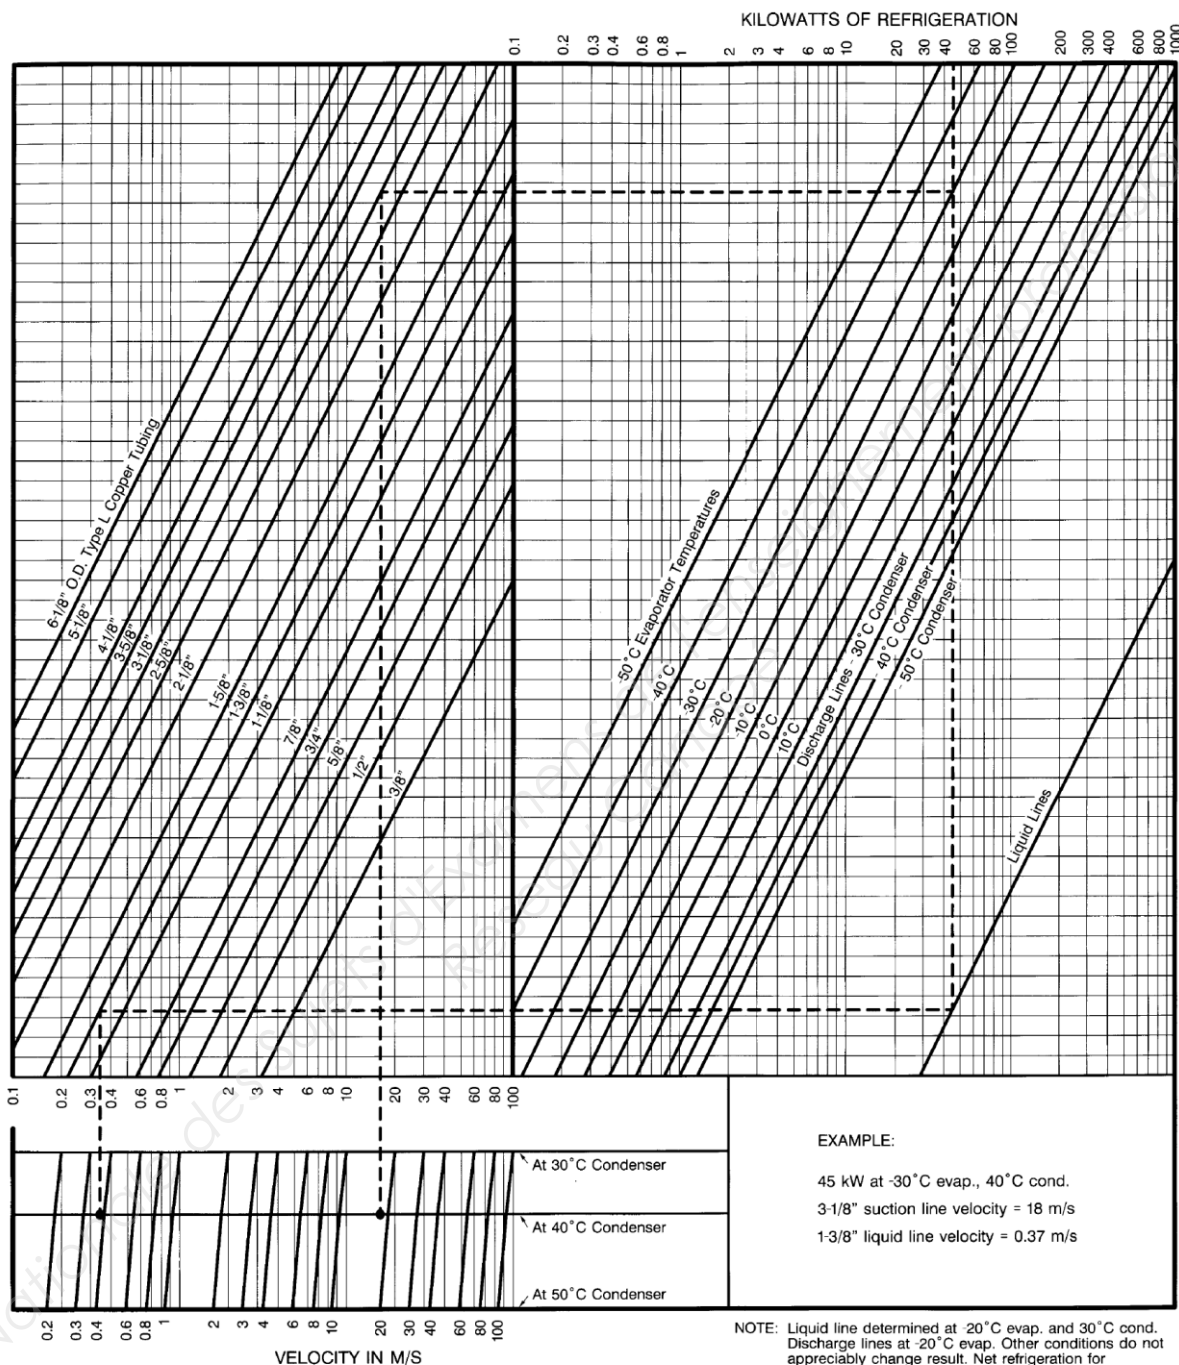 KILOWATTS OF REFRIGERATION
0.1 0.2 0.3 0.4 0.6 0.8 1 2 3 4 6 8 10 20 30 40 60 80 100 200 300 400 600 800 1000
6-1/8" O.D. Type L Copper Tubing
5-1/8"
4-1/8"
3-5/8"
3-1/8"
2-5/8"
2-1/8"
1-5/8"
1-3/8"
1-1/8"
7/8"
3/4"
5/8"
1/2"
3/8"
-50°C Evaporator Temperatures
-40°C
-30°C
-20°C
-10°C
0°C
10°C
Discharge Lines - 30°C Condenser
- 40°C Condenser
- 50°C Condenser
Liquid Lines
0.1 0.2 0.3 0.4 0.6 0.8 1 2 3 4 6 8 10 20 30 40 60 80 100
At 30°C Condenser
At 40°C Condenser
At 50°C Condenser
0.2 0.3 0.4 0.6 0.8 1 2 3 4 6 8 10 20 30 40 60 80 100
VELOCITY IN M/S
EXAMPLE:
45 kW at -30°C evap., 40°C cond.
3-1/8" suction line velocity = 18 m/s
1-3/8" liquid line velocity = 0.37 m/s
NOTE: Liquid line determined at -20°C evap. and 30°C cond.
Discharge lines at -20°C evap. Other conditions do not
appreciably change result. Net refrigeration for
des Sujets d'Examens de l'enseignement
Réseau Canopé